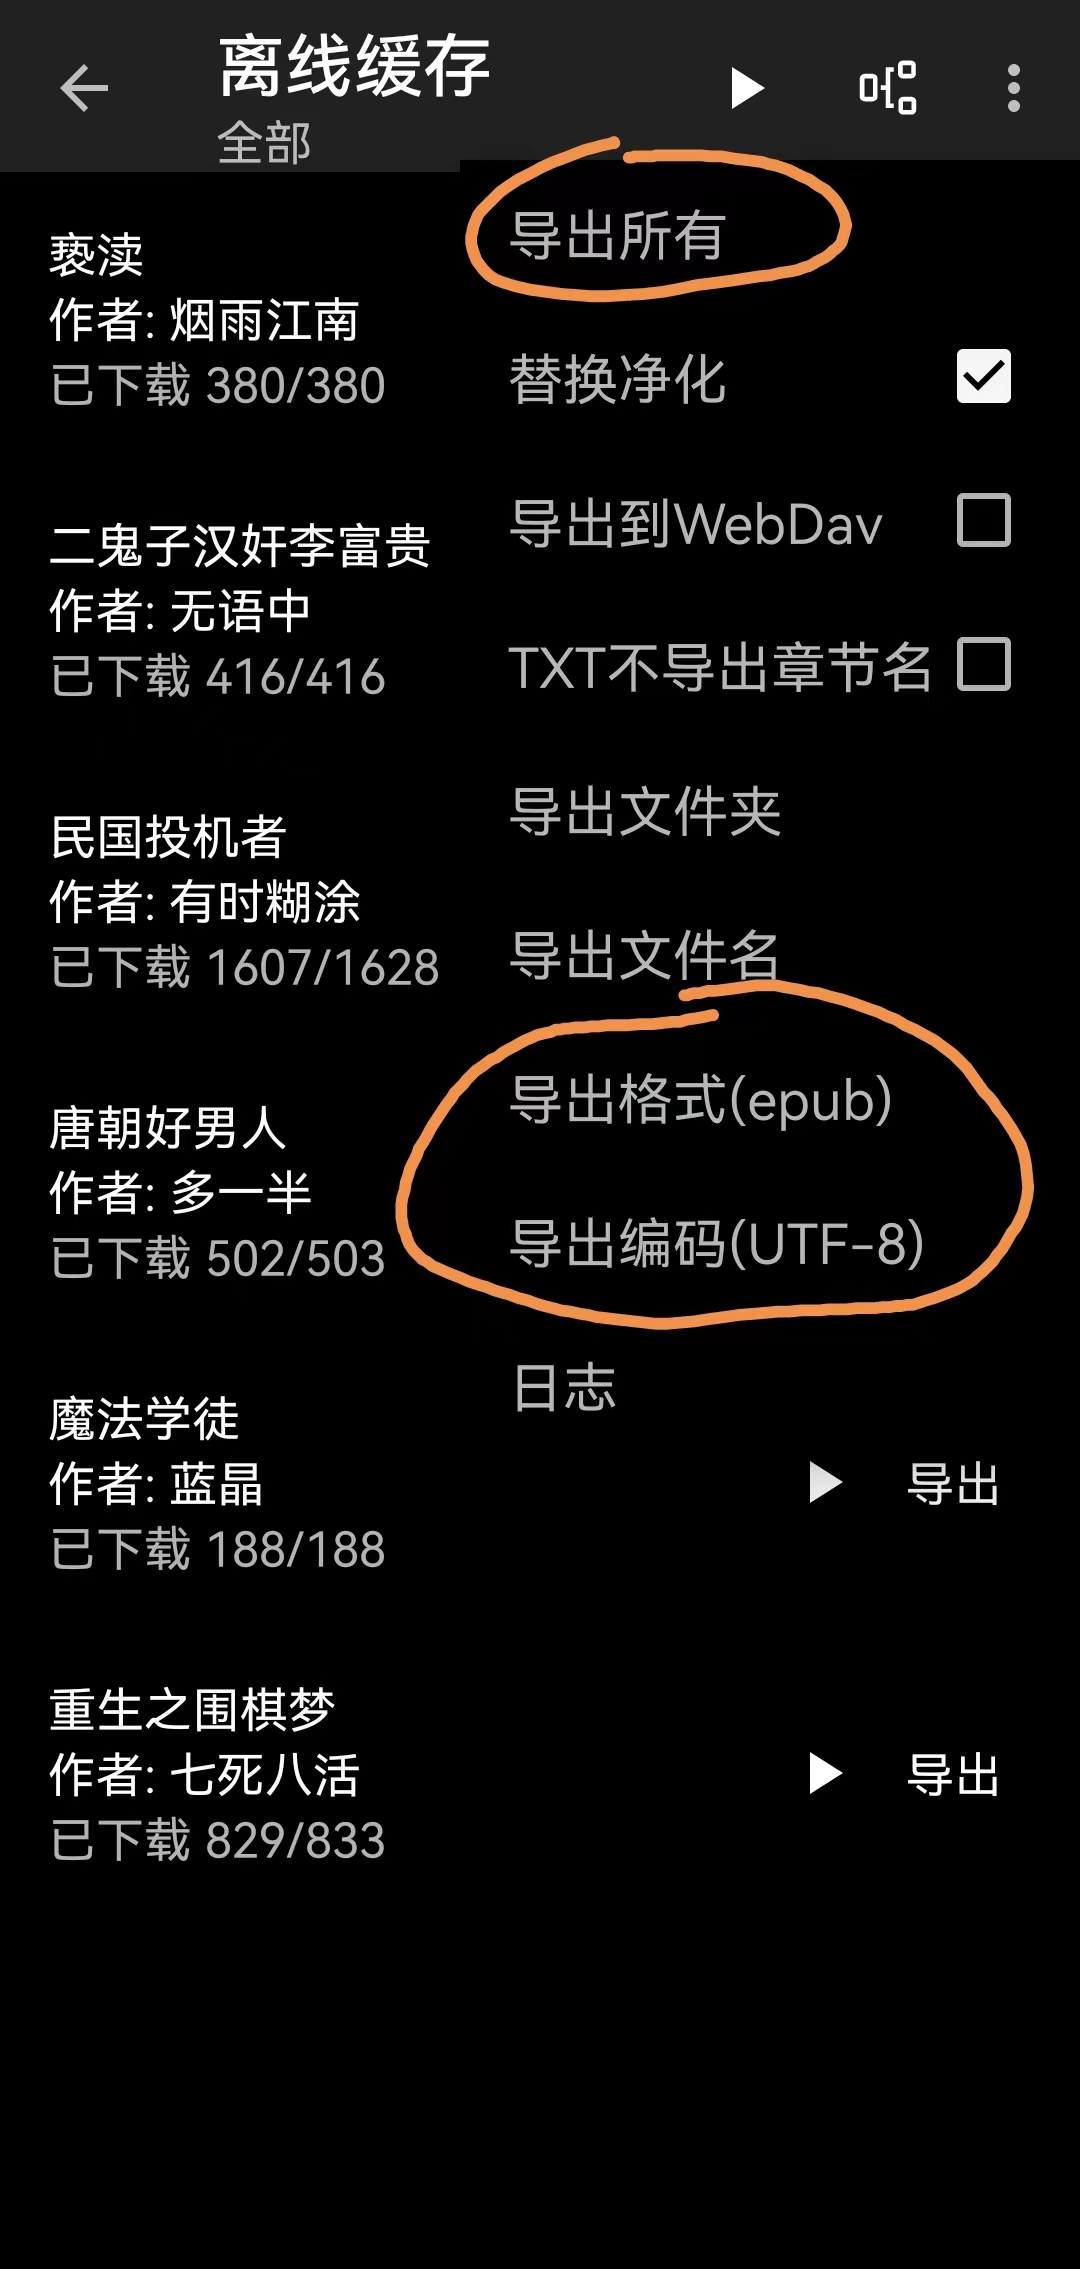 离线缓存
全部
亵渎
作者: 烟雨江南
已下载 380/380
二鬼子汉奸李富贵
作者: 无语中
已下载 416/416
民国投机者
作者: 有时糊涂
已下载 1607/1628
唐朝好男人
作者: 多一半
已下载 502/503
魔法学徒
作者: 蓝晶
已下载 188/188
导出
重生之围棋梦
作者: 七死八活
已下载 829/833
导出
导出所有
替换净化
导出到WebDav
TXT不导出章节名
导出文件夹
导出文件名
导出格式(epub)
导出编码(UTF-8)
日志